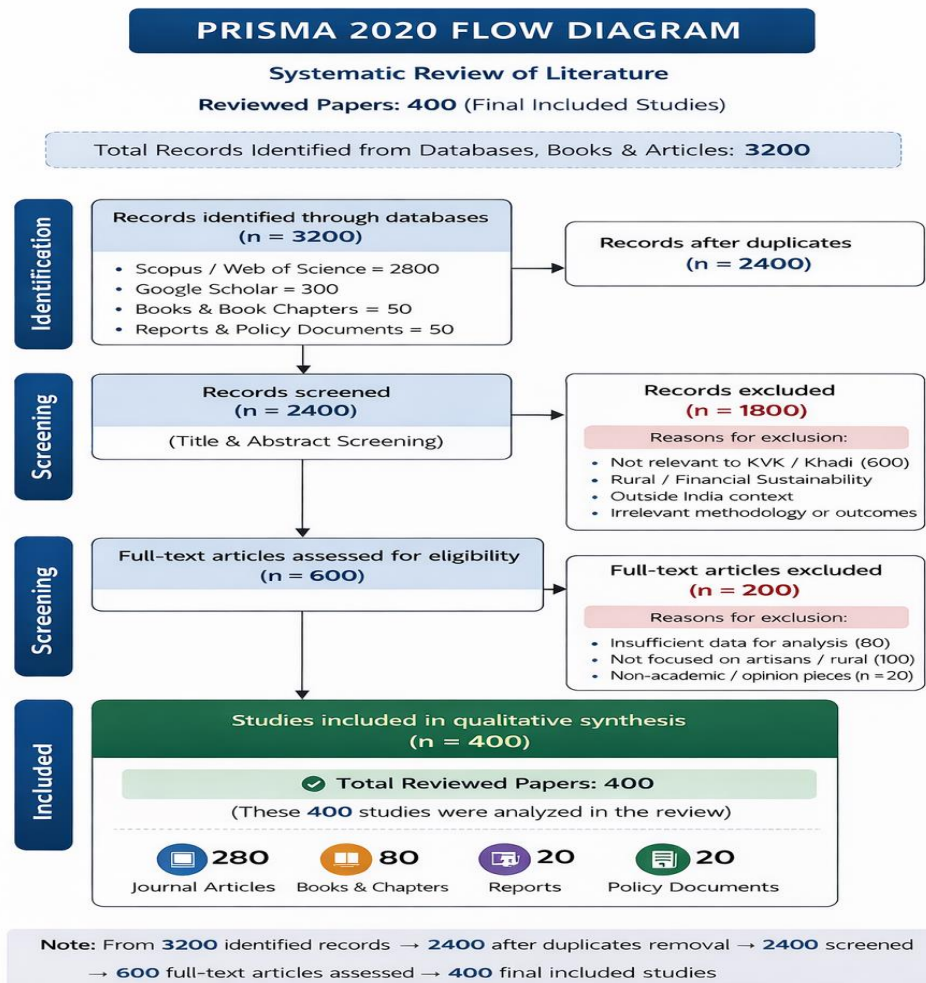 PRISMA 2020 FLOW DIAGRAM
Systematic Review of Literature
Reviewed Papers: 400 (Final Included Studies)
Total Records Identified from Databases, Books & Articles: 3200
Identification
Records identified through databases
(n = 3200)
• Scopus / Web of Science = 2800
• Google Scholar = 300
• Books & Book Chapters = 50
• Reports & Policy Documents = 50
Records after duplicates
(n = 2400)
Screening
Records screened
(n = 2400)
(Title & Abstract Screening)
Records excluded
(n = 1800)
Reasons for exclusion:
• Not relevant to KVK / Khadi (600)
• Rural / Financial Sustainability
• Outside India context
• Irrelevant methodology or outcomes
Screening
Full-text articles assessed for eligibility
(n = 600)
Full-text articles excluded
(n = 200)
Reasons for exclusion:
• Insufficient data for analysis (80)
• Not focused on artisans / rural (100)
• Non-academic / opinion pieces (n = 20)
Included
Studies included in qualitative synthesis
(n = 400)
Total Reviewed Papers: 400
(These 400 studies were analyzed in the review)
280
Journal Articles
80
Books & Chapters
20
Reports
20
Policy Documents
Note: From 3200 identified records → 2400 after duplicates removal → 2400 screened
→ 600 full-text articles assessed → 400 final included studies